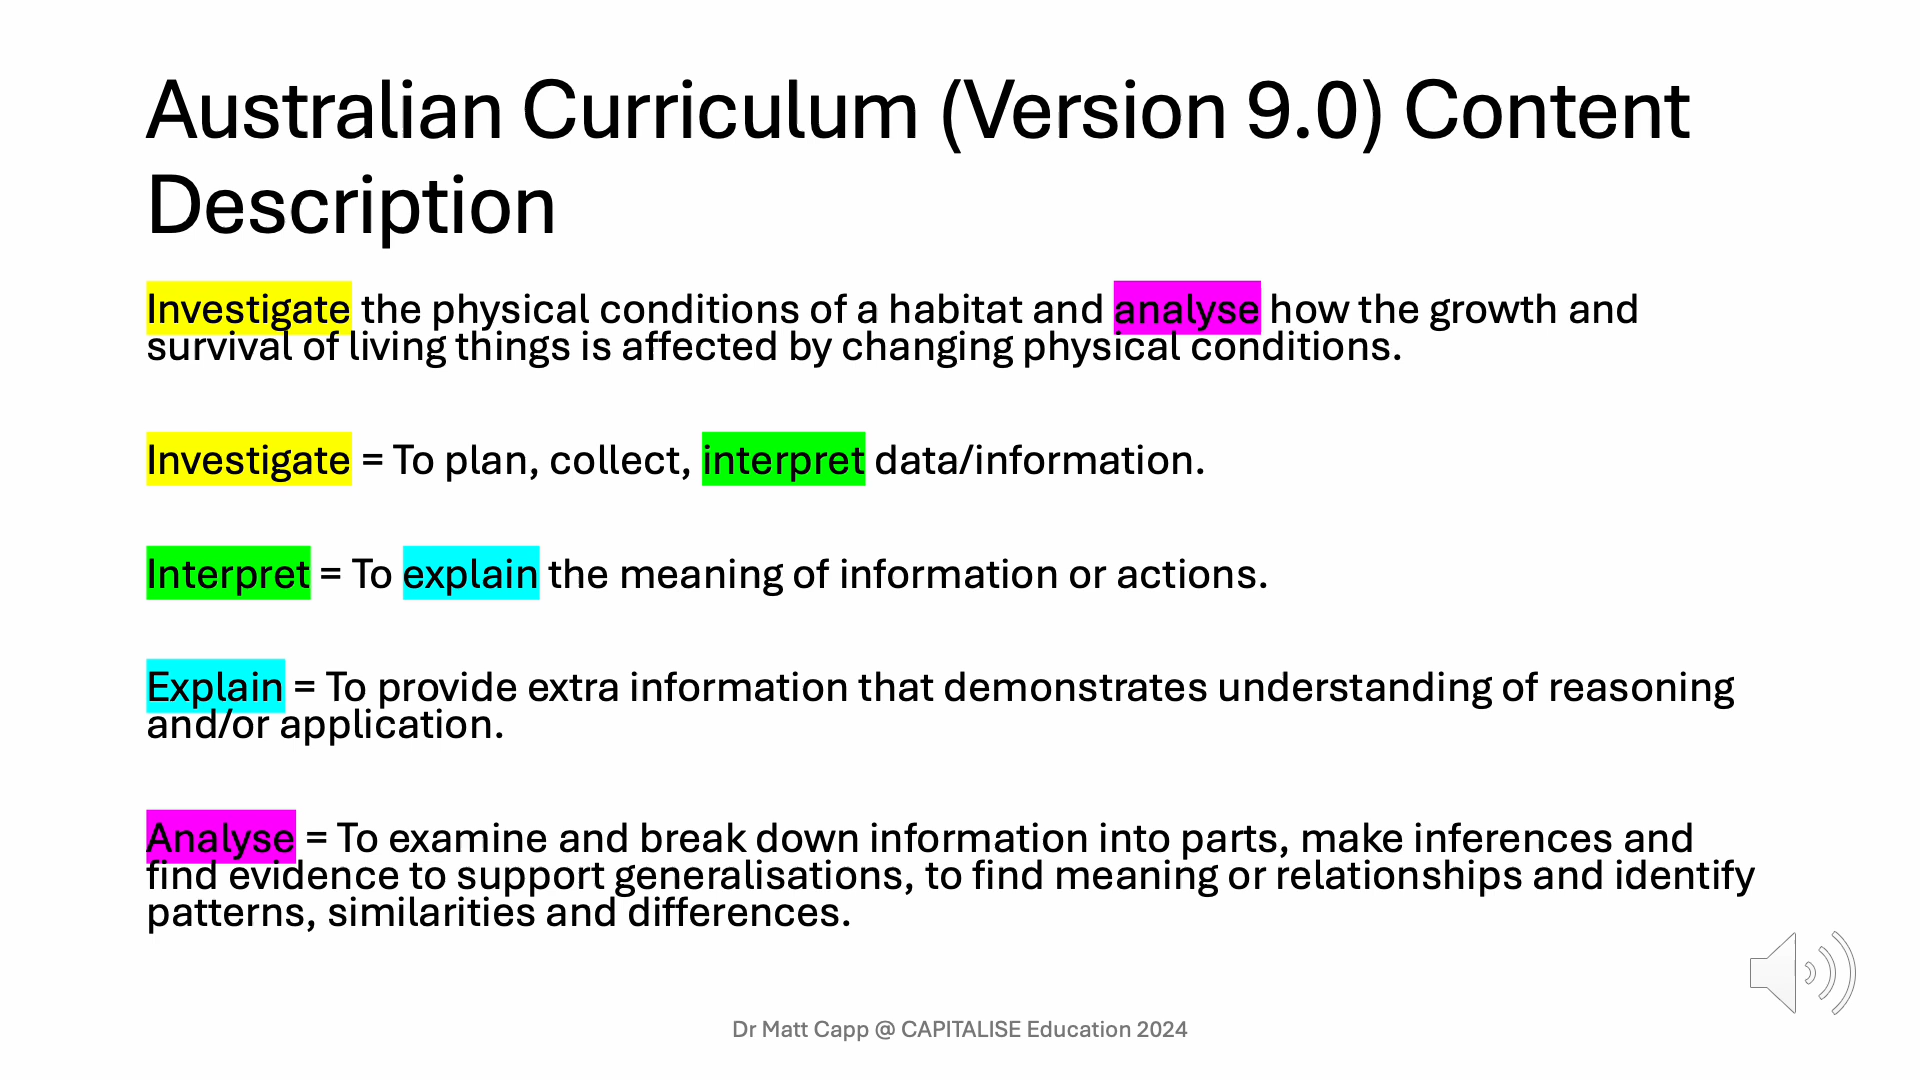 Australian Curriculum (Version 9.0) Content
Description
Investigate the physical conditions of a habitat and analyse how the growth and
survival of living things is affected by changing physical conditions.
Investigate = To plan, collect, interpret data/information.
Interpret = To explain the meaning of information or actions.
Explain = To provide extra information that demonstrates understanding of reasoning
and/or application.
Analyse = To examine and break down information into parts, make inferences and
find evidence to support generalisations, to find meaning or relationships and identify
patterns, similarities and differences.
Dr Matt Capp @ CAPITALISE Education 2024